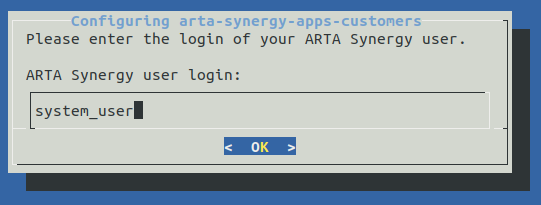 Configuring arta-synergy-apps-customers
Please enter the login of your ARTA Synergy user.
ARTA Synergy user login:
system_user
< OK >